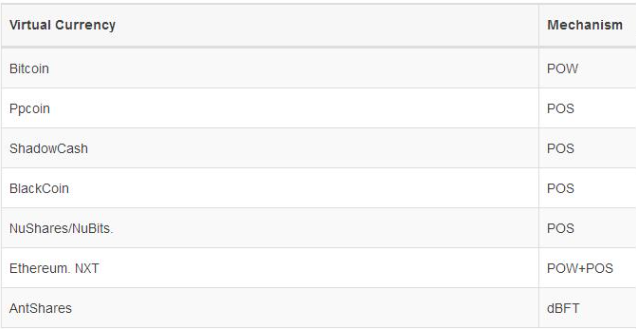 Virtual Currency Mechanism
Bitcoin POW
Ppcoin POS
ShadowCash POS
BlackCoin POS
NuShares/NuBits. POS
Ethereum. NXT POW+POS
AntShares dBFT